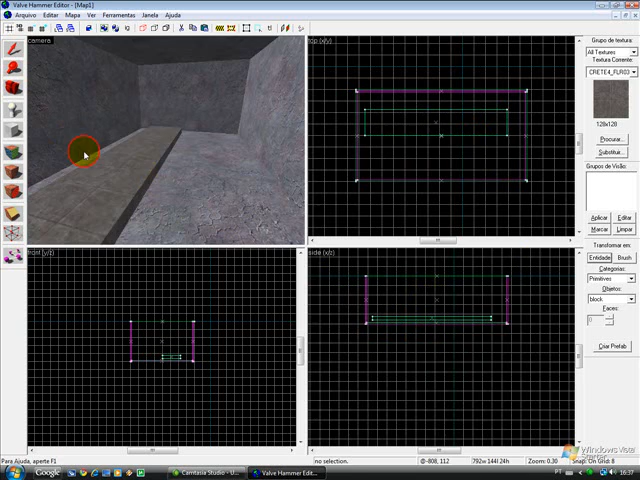 Valve Hammer Editor - [Map1]
Arquivo Editar Mapa Ver Ferramentas Janela Ajuda
camera
top (x/y)
front (y/z)
side (x/z)
Grupo de textura:
All Textures
Textura Corrente:
CRETE4_FLR03
128x128
Procurar...
Substituir...
Grupos de Visão:
Aplicar Editar
Marcar Limpar
Transformar em:
Entidade Brush
Categorias:
Primitives
Objetos:
block
Faces:
0
Criar Prefab
Para Ajuda, aperte F1
no selection.
@-808, 112
792w 144l 24h
Zoom: 0.30
Snap: On Grid: 8
Windows Vista
Starter
Google
Camtasia Studio - U...
Valve Hammer Edit...
PT
16:37